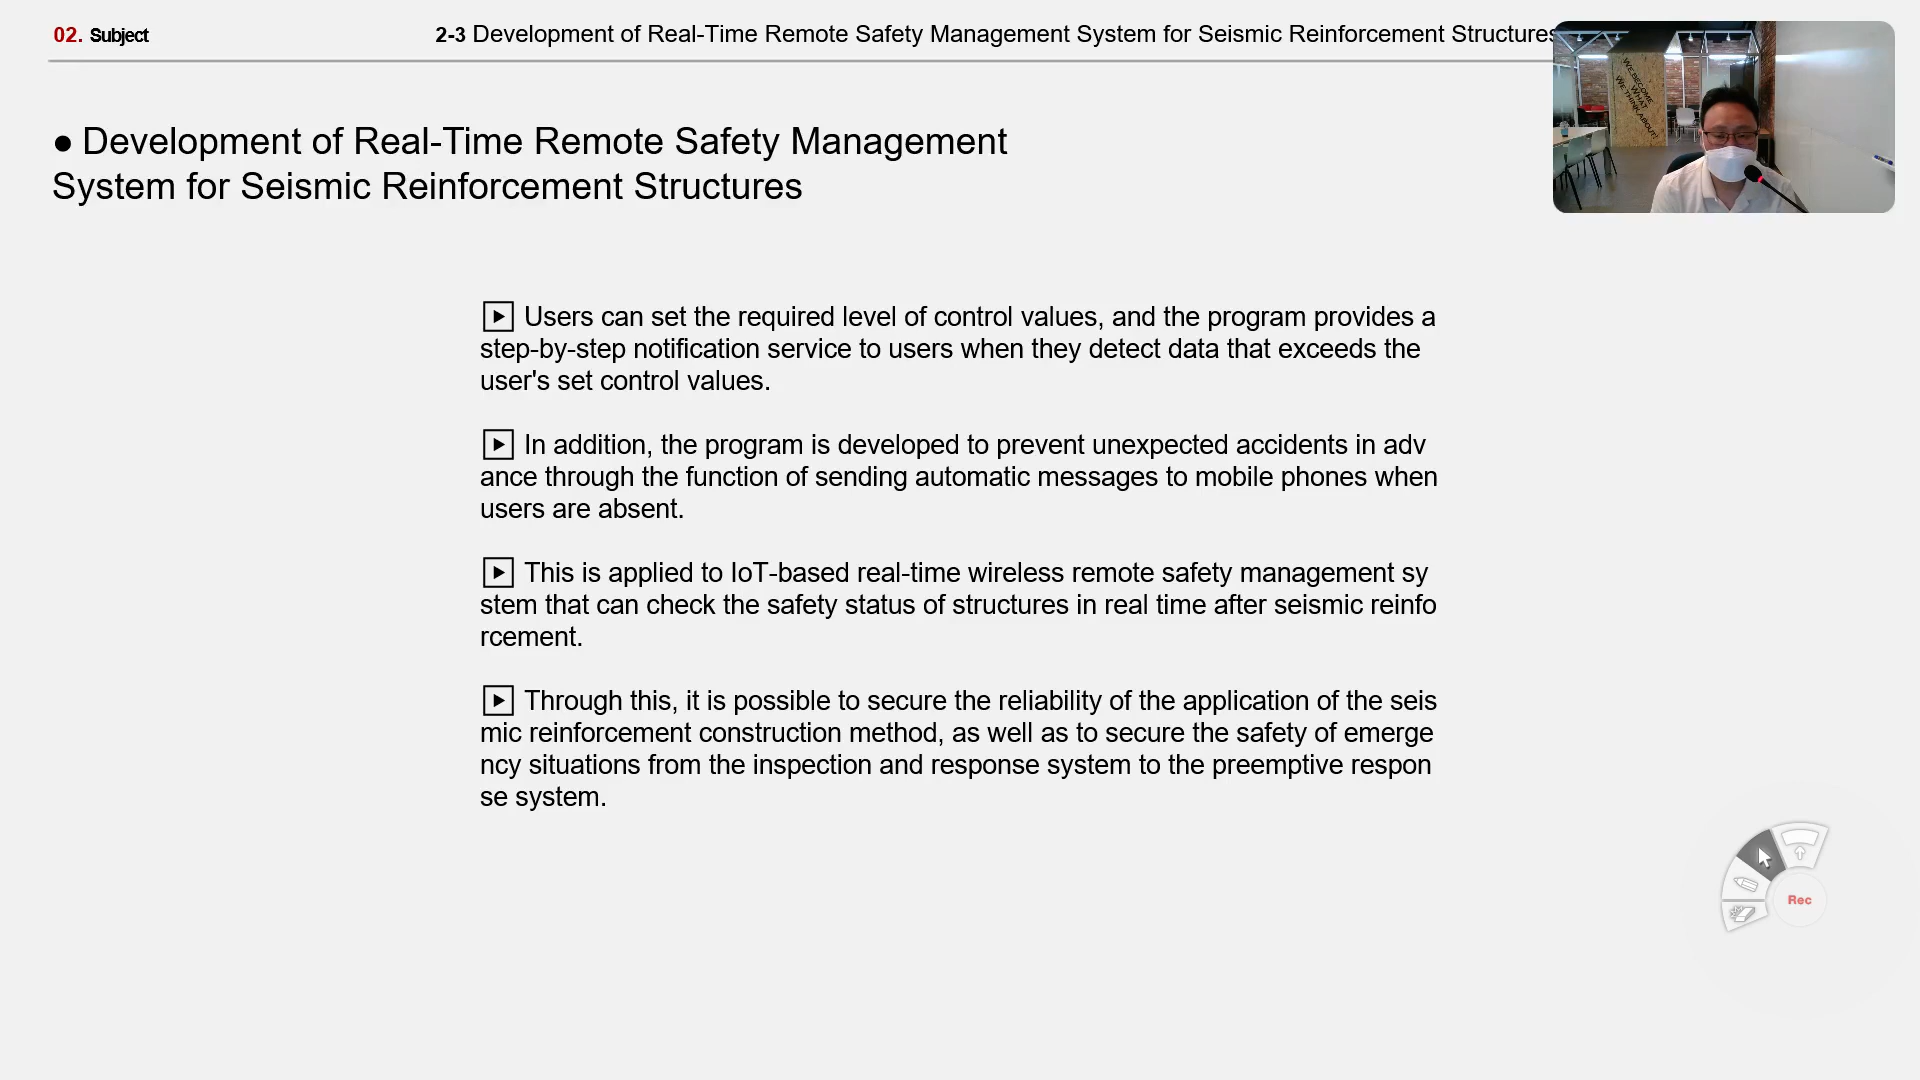 02. Subject
2-3 Development of Real-Time Remote Safety Management System for Seismic Reinforcement Structures
● Development of Real-Time Remote Safety Management
System for Seismic Reinforcement Structures
WE BECOME
WHAT
WE THINK ABOUT!
▶ Users can set the required level of control values, and the program provides a
step-by-step notification service to users when they detect data that exceeds the
user's set control values.
▶ In addition, the program is developed to prevent unexpected accidents in adv
ance through the function of sending automatic messages to mobile phones when
users are absent.
▶ This is applied to IoT-based real-time wireless remote safety management sy
stem that can check the safety status of structures in real time after seismic reinfo
rcement.
▶ Through this, it is possible to secure the reliability of the application of the seis
mic reinforcement construction method, as well as to secure the safety of emerge
ncy situations from the inspection and response system to the preemptive respon
se system.
Rec